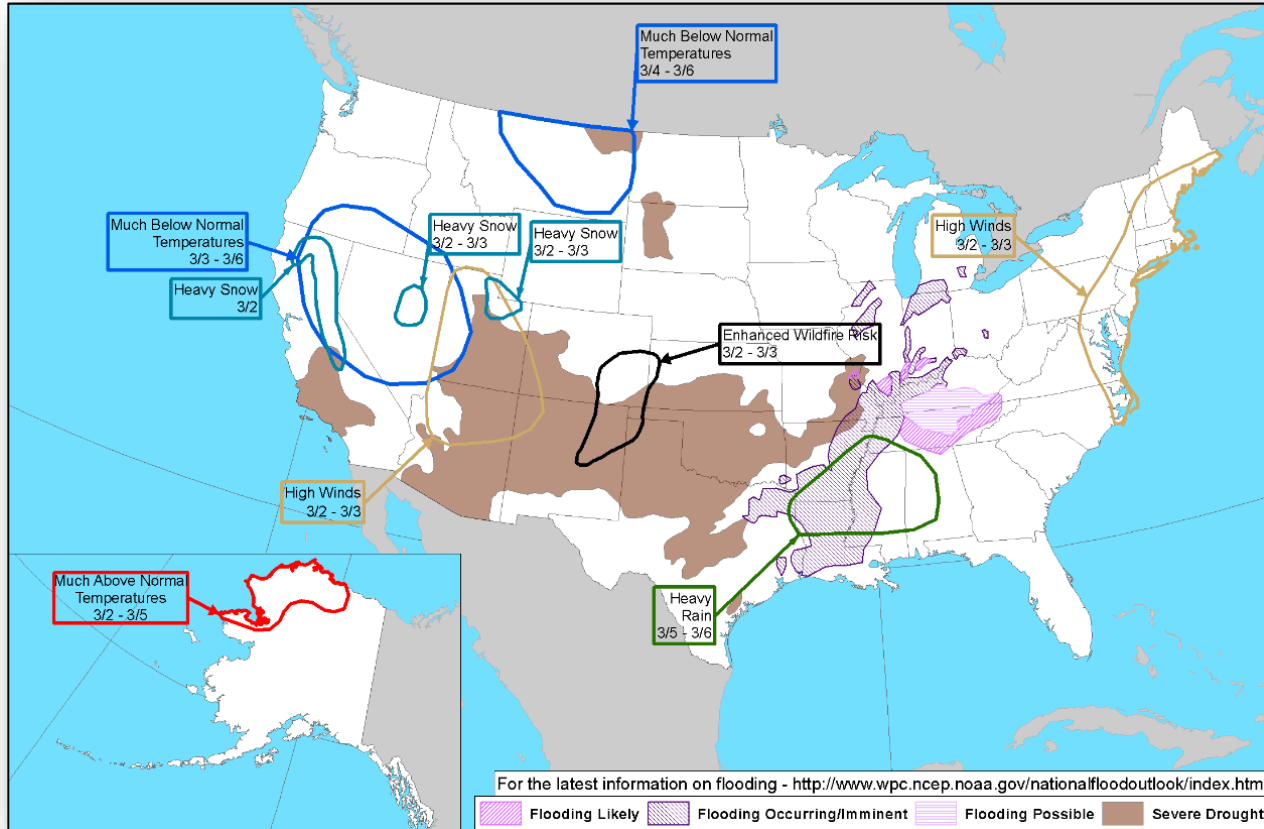 Much Below Normal
Temperatures
3/4 - 3/6
Much Below Normal
Temperatures
3/3 - 3/6
Heavy Snow
3/2 - 3/3
Heavy Snow
3/2 - 3/3
High Winds
3/2 - 3/3
Heavy Snow
3/2
Enhanced Wildfire Risk
3/2 - 3/3
High Winds
3/2 - 3/3
Much Above Normal
Temperatures
3/2 - 3/5
Heavy
Rain
3/5 - 3/6
For the latest information on flooding - http://www.wpc.ncep.noaa.gov/nationalfloodoutlook/index.htm
Flooding Likely Flooding Occurring/Imminent Flooding Possible Severe Drought